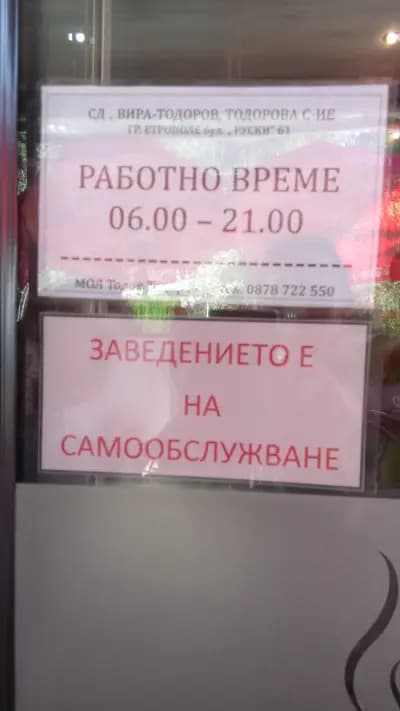 СД „ ВИРА-ТОДОРОВ, ТОДОРОВА С-ИЕ
ГР. ЕТРОПОЛЕ бул. „ РУСКИ" 61
РАБОТНО ВРЕМЕ
06.00 – 21.00
МОЛ 0878 722 550
ЗАВЕДЕНИЕТО Е
НА
САМООБСЛУЖВАНЕ